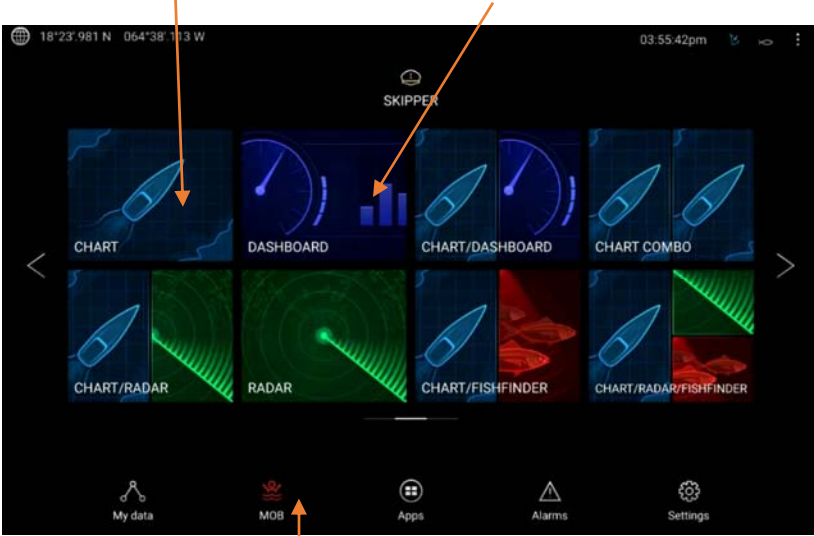 18°23'.981 N 064°38'.113 W 03:55:42pm
SKIPPER
CHART DASHBOARD CHART/DASHBOARD CHART COMBO
CHART/RADAR RADAR CHART/FISHFINDER CHART/RADAR/FISHFINDER
My data MOB Apps Alarms Settings